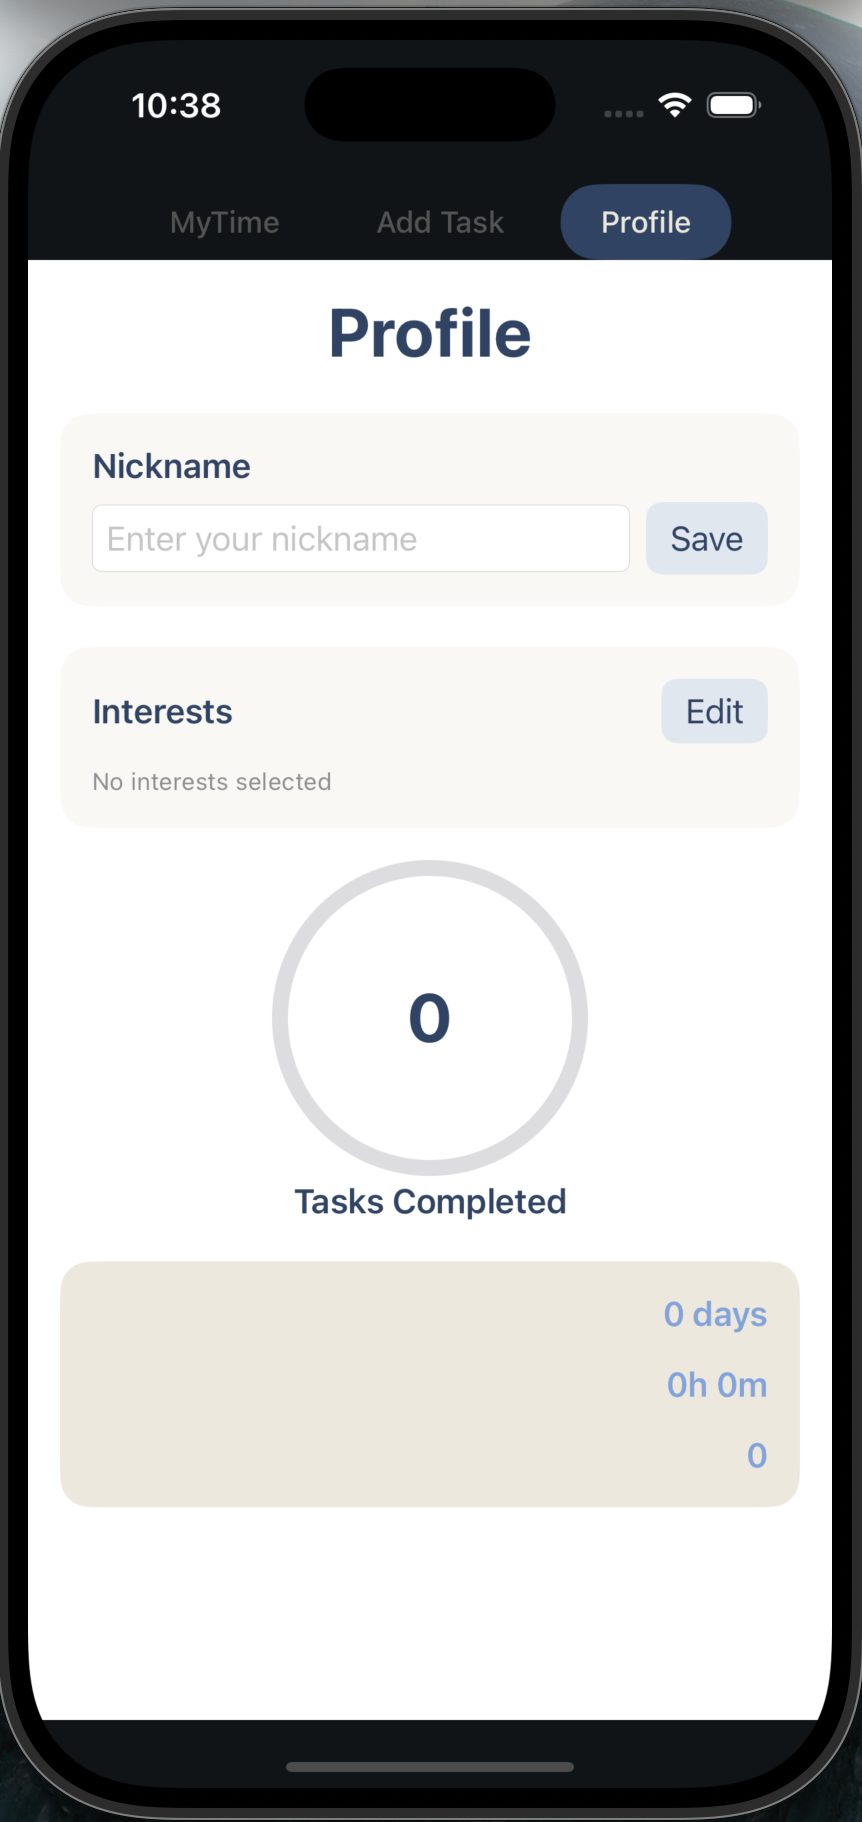 10:38
MyTime Add Task Profile
Profile
Nickname
Enter your nickname Save
Interests Edit
No interests selected
0
Tasks Completed
0 days
0h 0m
0